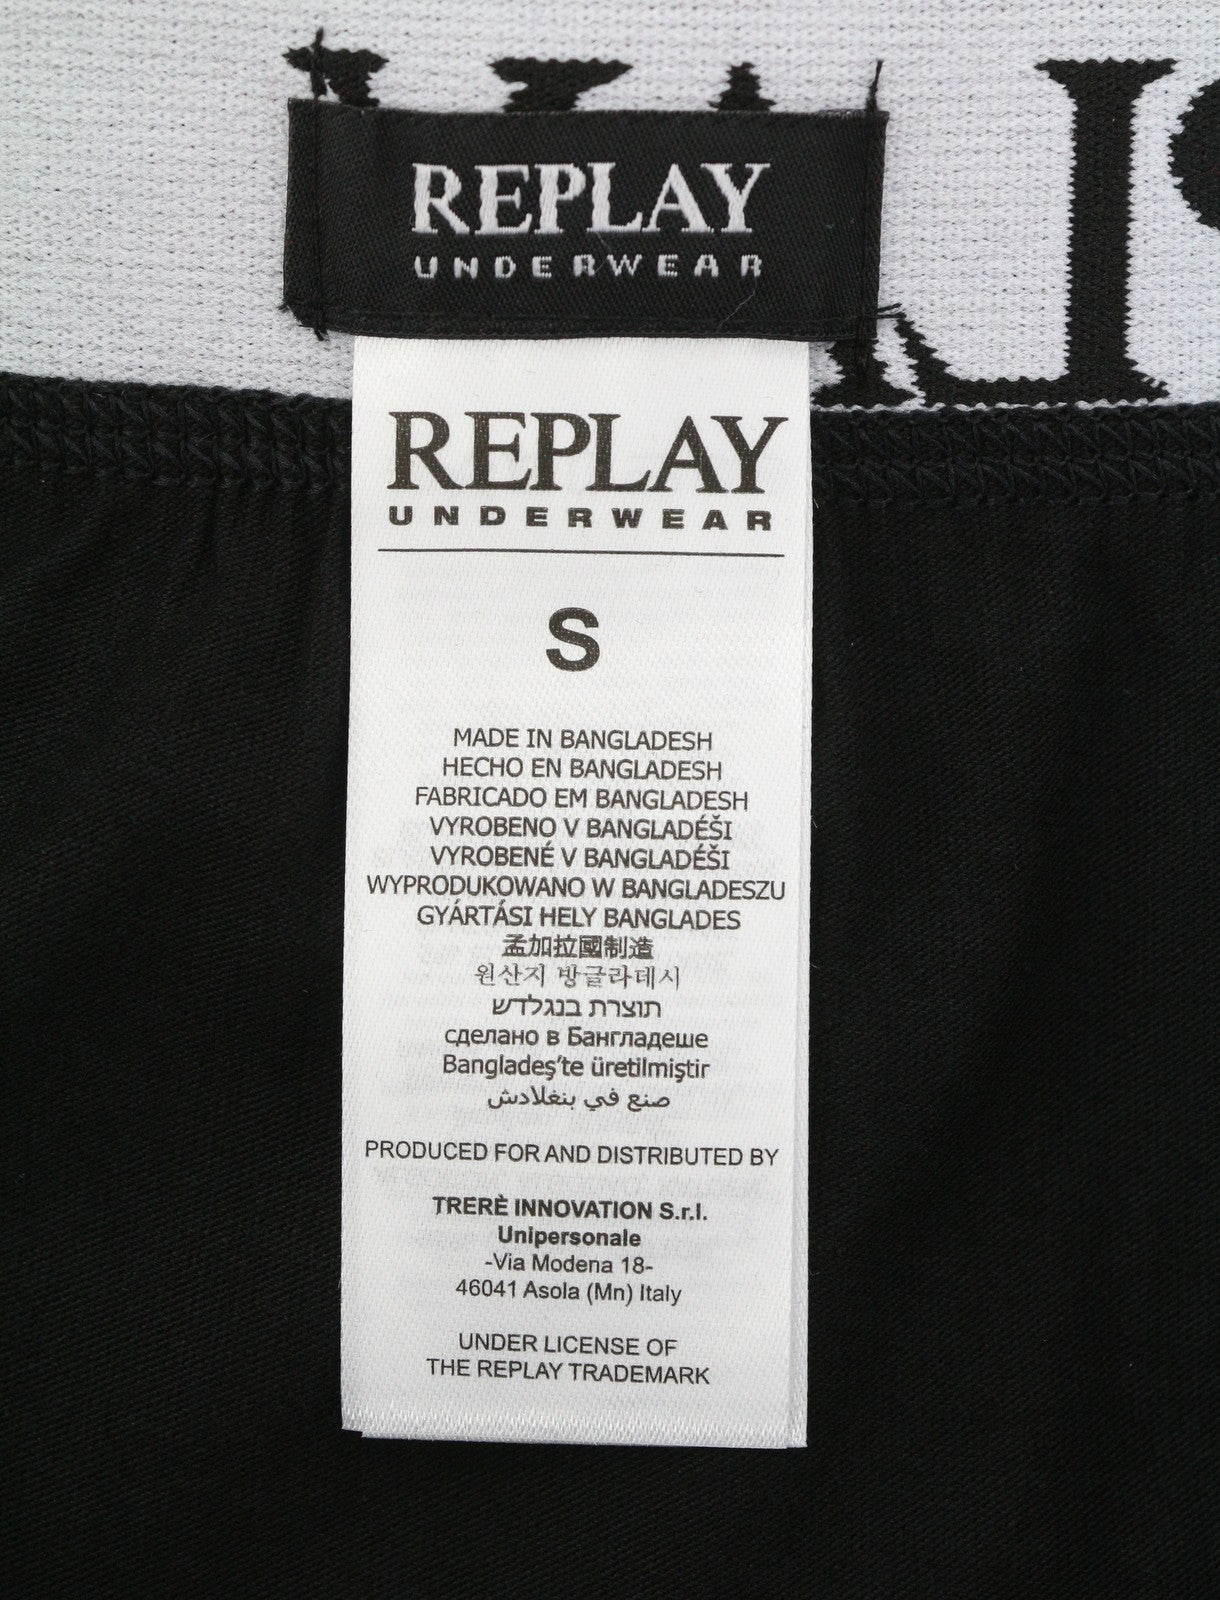 REPLAY
UNDERWEAR
REPLAY
UNDERWEAR
S
MADE IN BANGLADESH
HECHO EN BANGLADESH
FABRICADO EM BANGLADESH
VYROBENO V BANGLADÉŠI
VYROBENÉ V BANGLADÉŠI
WYPRODUKOWANO W BANGLADESZU
GYÁRTÁSI HELY BANGLADES
孟加拉國制造
원산지 방글라데시
תוצרת בנגלדש
сделано в Бангладеше
Bangladeş'te üretilmiştir
صنع في بنغلادش
PRODUCED FOR AND DISTRIBUTED BY
TRERÈ INNOVATION S.r.l.
Unipersonale
-Via Modena 18-
46041 Asola (Mn) Italy
UNDER LICENSE OF
THE REPLAY TRADEMARK